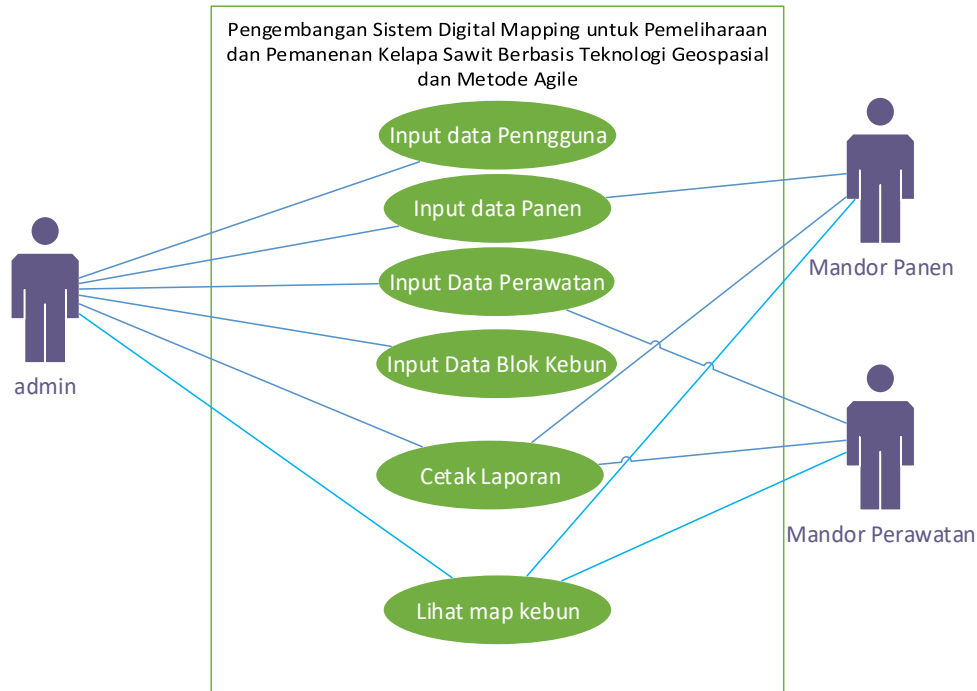 Pengembangan Sistem Digital Mapping untuk Pemeliharaan
dan Pemanenan Kelapa Sawit Berbasis Teknologi Geospasial
dan Metode Agile
Input data Penngguna
Input data Panen
Input Data Perawatan
Input Data Blok Kebun
Cetak Laporan
Lihat map kebun
admin
Mandor Panen
Mandor Perawatan